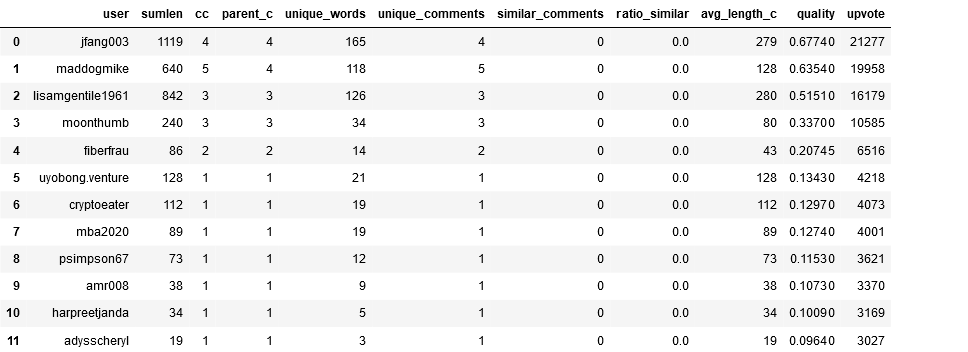 user sumlen cc parent_c unique_words unique_comments similar_comments ratio_similar avg_length_c quality upvote
0 jfang003 1119 4 4 165 4 0 0.0 279 0.67740 21277
1 maddogmike 640 5 4 118 5 0 0.0 128 0.63540 19958
2 lisamgentile1961 842 3 3 126 3 0 0.0 280 0.51510 16179
3 moonthumb 240 3 3 34 3 0 0.0 80 0.33700 10585
4 fiberfrau 86 2 2 14 2 0 0.0 43 0.20745 6516
5 uyobong.venture 128 1 1 21 1 0 0.0 128 0.13430 4218
6 cryptoeater 112 1 1 19 1 0 0.0 112 0.12970 4073
7 mba2020 89 1 1 19 1 0 0.0 89 0.12740 4001
8 psimpson67 73 1 1 12 1 0 0.0 73 0.11530 3621
9 amr008 38 1 1 9 1 0 0.0 38 0.10730 3370
10 harpreetjanda 34 1 1 5 1 0 0.0 34 0.10090 3169
11 adysscheryl 19 1 1 3 1 0 0.0 19 0.09640 3027